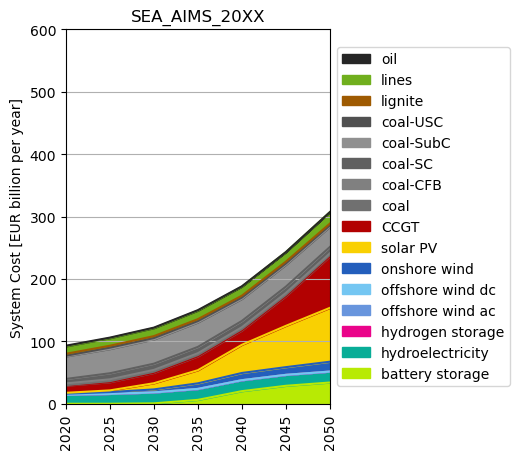 SEA_AIMS_20XX
System Cost [EUR billion per year]
600
500
400
300
200
100
0
2020
2025
2030
2035
2040
2045
2050
oil
lines
lignite
coal-USC
coal-SubC
coal-SC
coal-CFB
coal
CCGT
solar PV
onshore wind
offshore wind dc
offshore wind ac
hydrogen storage
hydroelectricity
battery storage